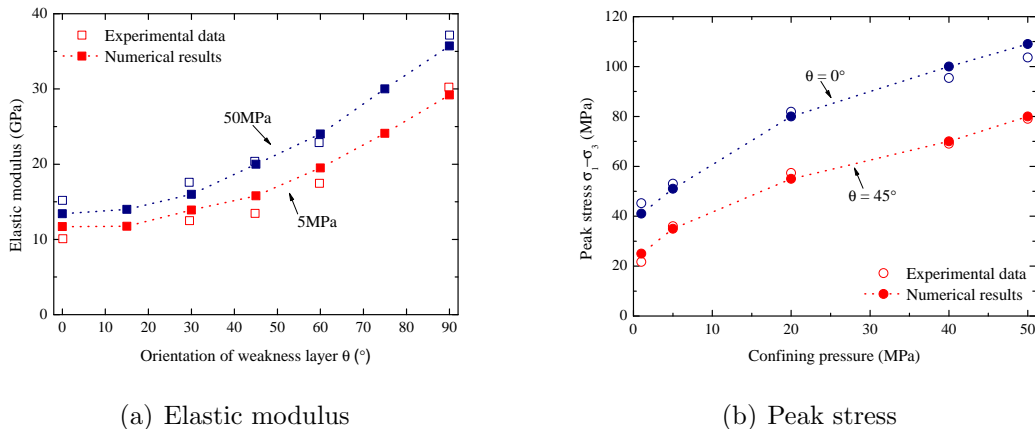 40
30
20
10
0
0 10 20 30 40 50 60 70 80 90
Elastic modulus (GPa)
Orientation of weakness layer θ (°)
Experimental data
Numerical results
50MPa
5MPa
(a) Elastic modulus
120
100
80
60
40
20
0
0 10 20 30 40 50
Peak stress σ₁–σ₃ (MPa)
Confining pressure (MPa)
θ = 0°
θ = 45°
Experimental data
Numerical results
(b) Peak stress